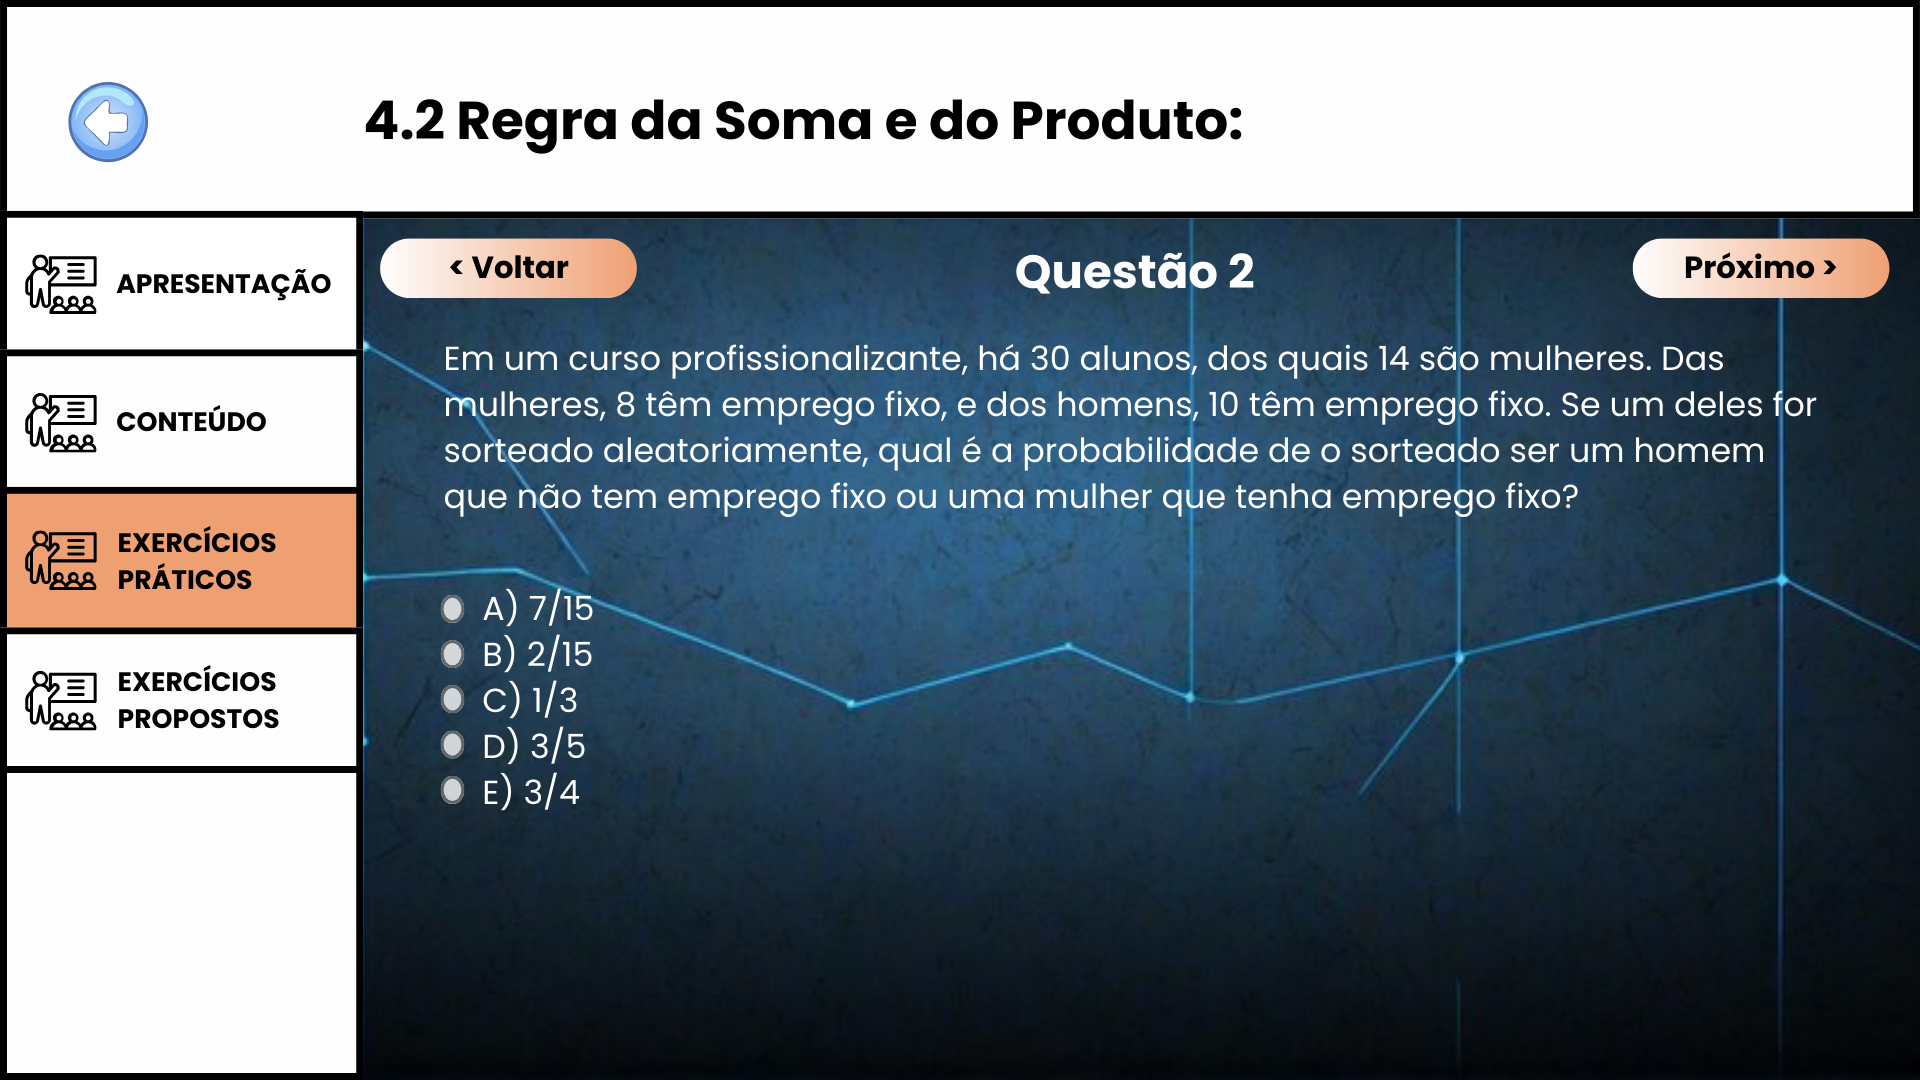 4.2 Regra da Soma e do Produto:
APRESENTAÇÃO
CONTEÚDO
EXERCÍCIOS
PRÁTICOS
EXERCÍCIOS
PROPOSTOS
< Voltar
Questão 2
Próximo >
Em um curso profissionalizante, há 30 alunos, dos quais 14 são mulheres. Das
mulheres, 8 têm emprego fixo, e dos homens, 10 têm emprego fixo. Se um deles for
sorteado aleatoriamente, qual é a probabilidade de o sorteado ser um homem
que não tem emprego fixo ou uma mulher que tenha emprego fixo?
A) 7/15
B) 2/15
C) 1/3
D) 3/5
E) 3/4